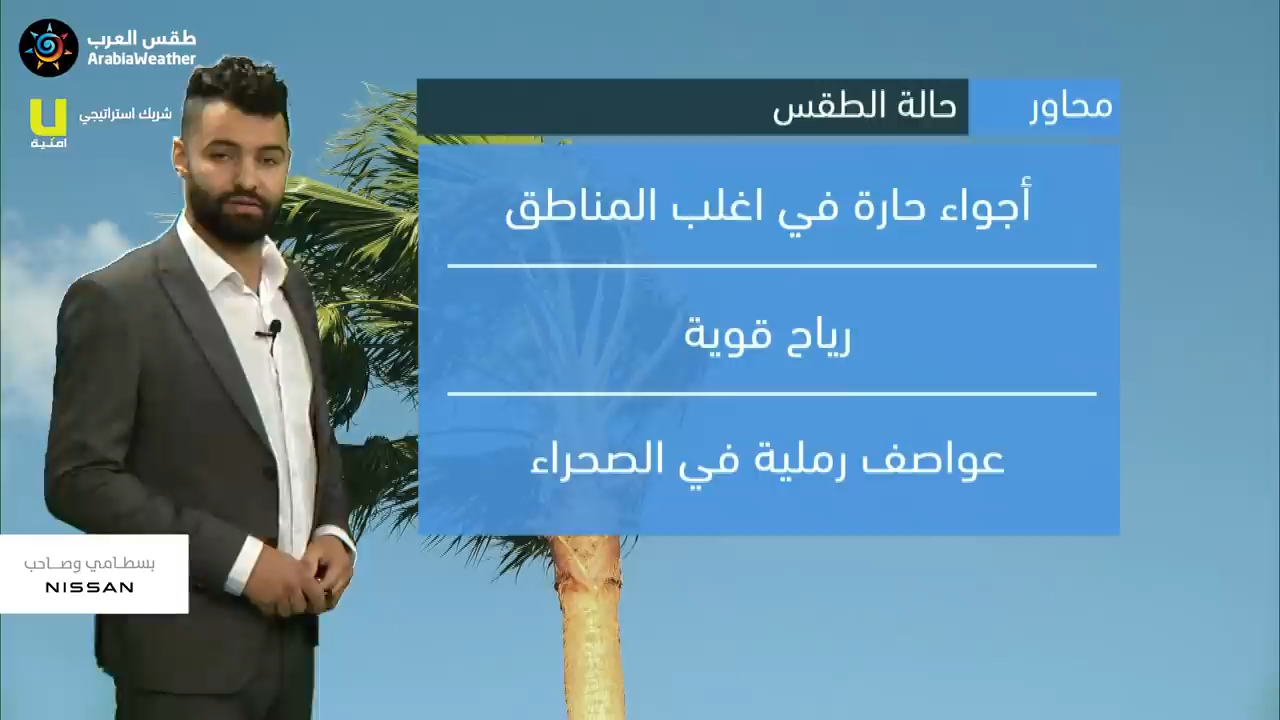 طقس العرب
ArabiaWeather
شريك استراتيجي
أمنية
محاور
حالة الطقس
أجواء حارة في اغلب المناطق
رياح قوية
عواصف رملية في الصحراء
بسطامي وصاحب
NISSAN